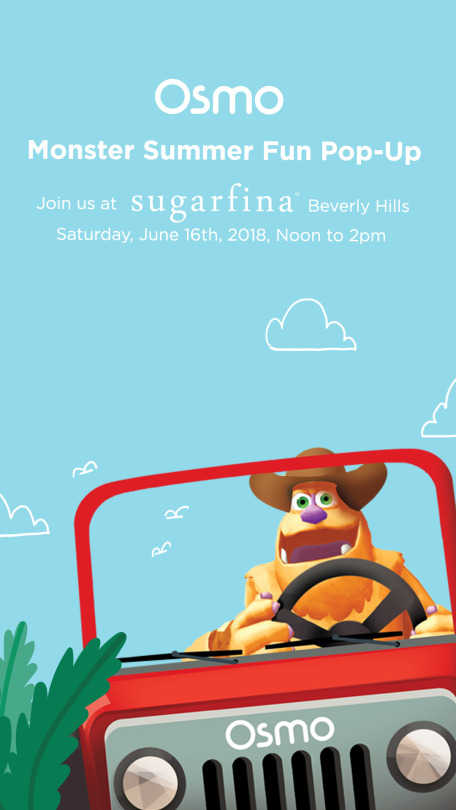 Osmo
Monster Summer Fun Pop-Up
Join us at sugarfina® Beverly Hills
Saturday, June 16th, 2018, Noon to 2pm
Osmo